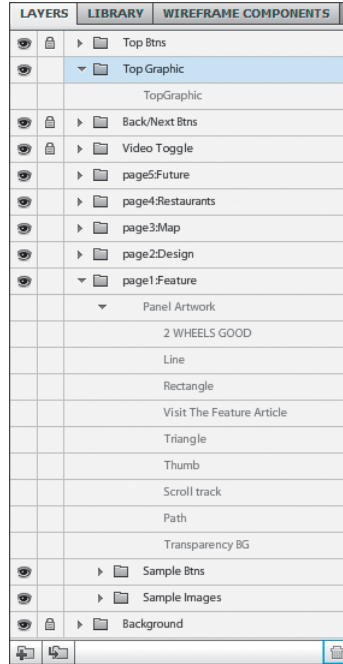 LAYERS LIBRARY WIREFRAME COMPONENTS
Top Btns
Top Graphic
TopGraphic
Back/Next Btns
Video Toggle
page5:Future
page4:Restaurants
page3:Map
page2:Design
page1:Feature
Panel Artwork
2 WHEELS GOOD
Line
Rectangle
Visit The Feature Article
Triangle
Thumb
Scroll track
Path
Transparency BG
Sample Btns
Sample Images
Background